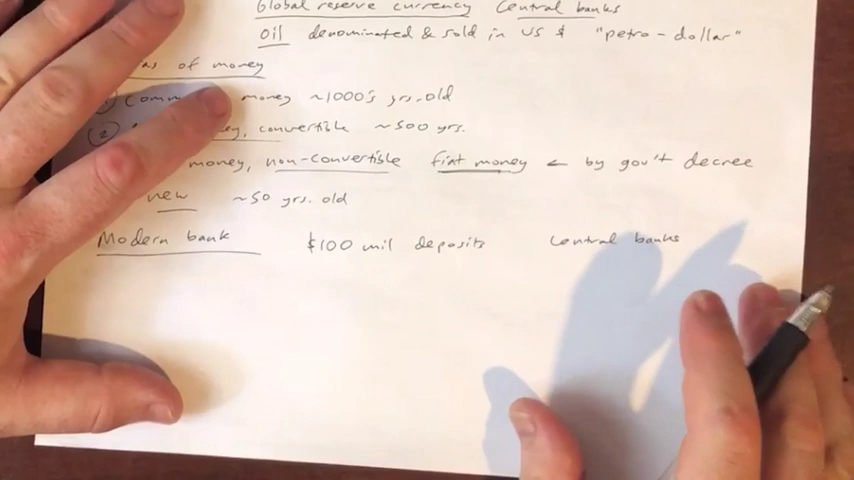 Global reserve currency Central banks
oil denominated & sold in US $ "petro-dollar"
as of money
money ~1000's yrs. old
(2) convertible ~500 yrs.
money, non-convertible fiat money ← by gov't decree
new ~50 yrs. old
Modern bank $100 mil deposits Central banks